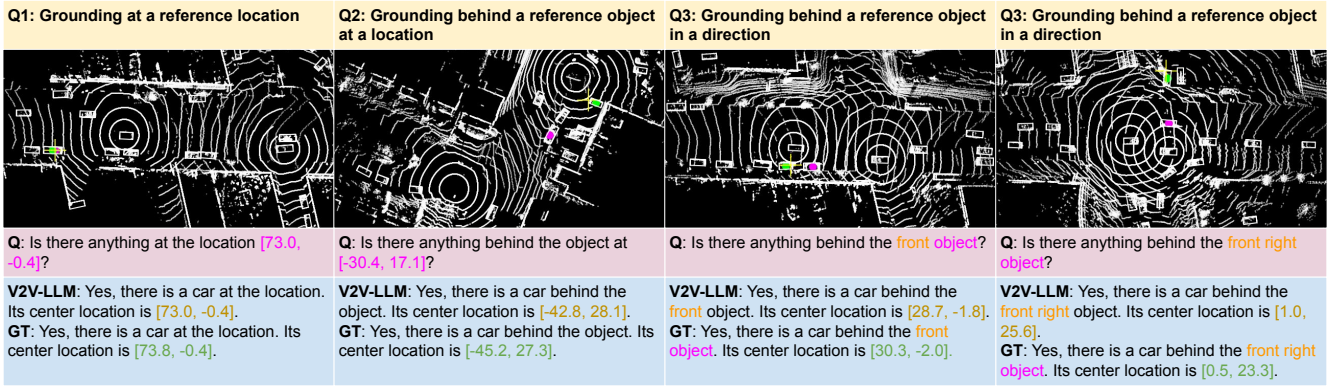 Q1: Grounding at a reference location
Q2: Grounding behind a reference object
at a location
Q3: Grounding behind a reference object
in a direction
Q3: Grounding behind a reference object
in a direction
Q: Is there anything at the location [73.0,
-0.4]?
Q: Is there anything behind the object at
[-30.4, 17.1]?
Q: Is there anything behind the front object?
Q: Is there anything behind the front right
object?
V2V-LLM: Yes, there is a car at the location.
Its center location is [73.0, -0.4].
GT: Yes, there is a car at the location. Its
center location is [73.8, -0.4].
V2V-LLM: Yes, there is a car behind the
object. Its center location is [-42.8, 28.1].
GT: Yes, there is a car behind the object. Its
center location is [-45.2, 27.3].
V2V-LLM: Yes, there is a car behind the
front object. Its center location is [28.7, -1.8].
GT: Yes, there is a car behind the front
object. Its center location is [30.3, -2.0].
V2V-LLM: Yes, there is a car behind the
front right object. Its center location is [1.0,
25.6].
GT: Yes, there is a car behind the front right
object. Its center location is [0.5, 23.3].